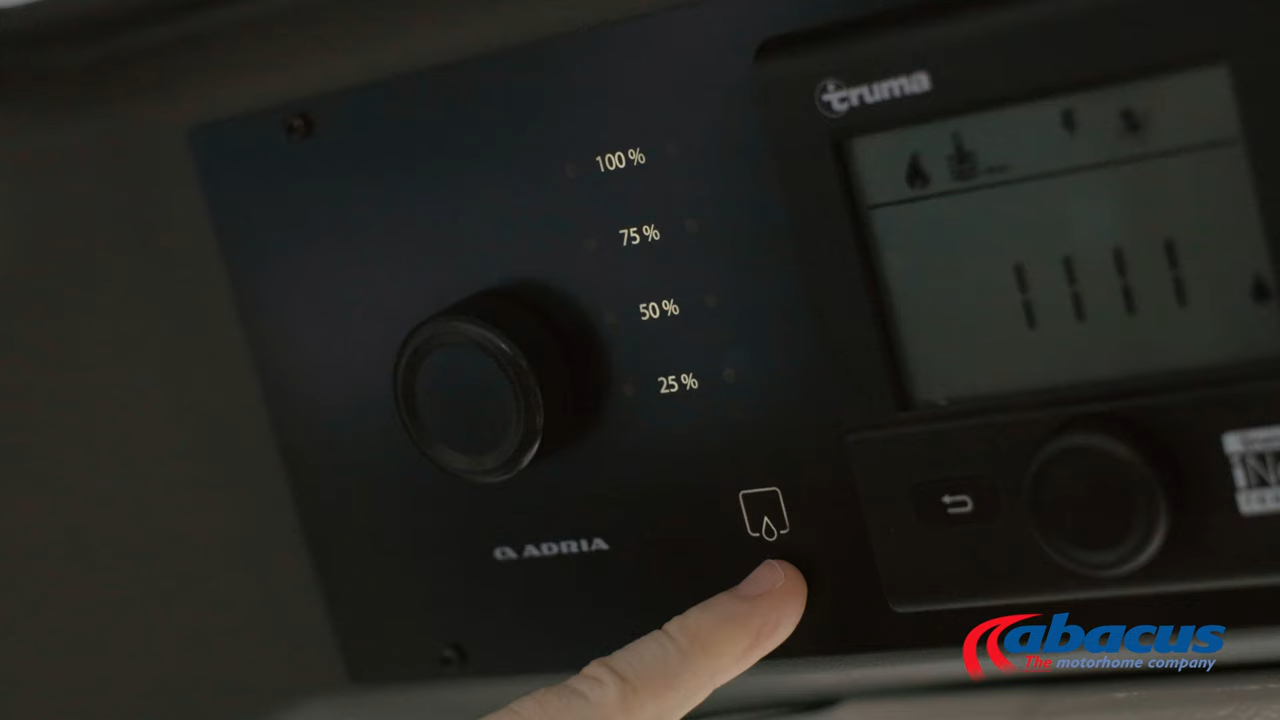 truma
100 %
75 %
50 %
25 %
ADRIA
abacus
The motorhome company